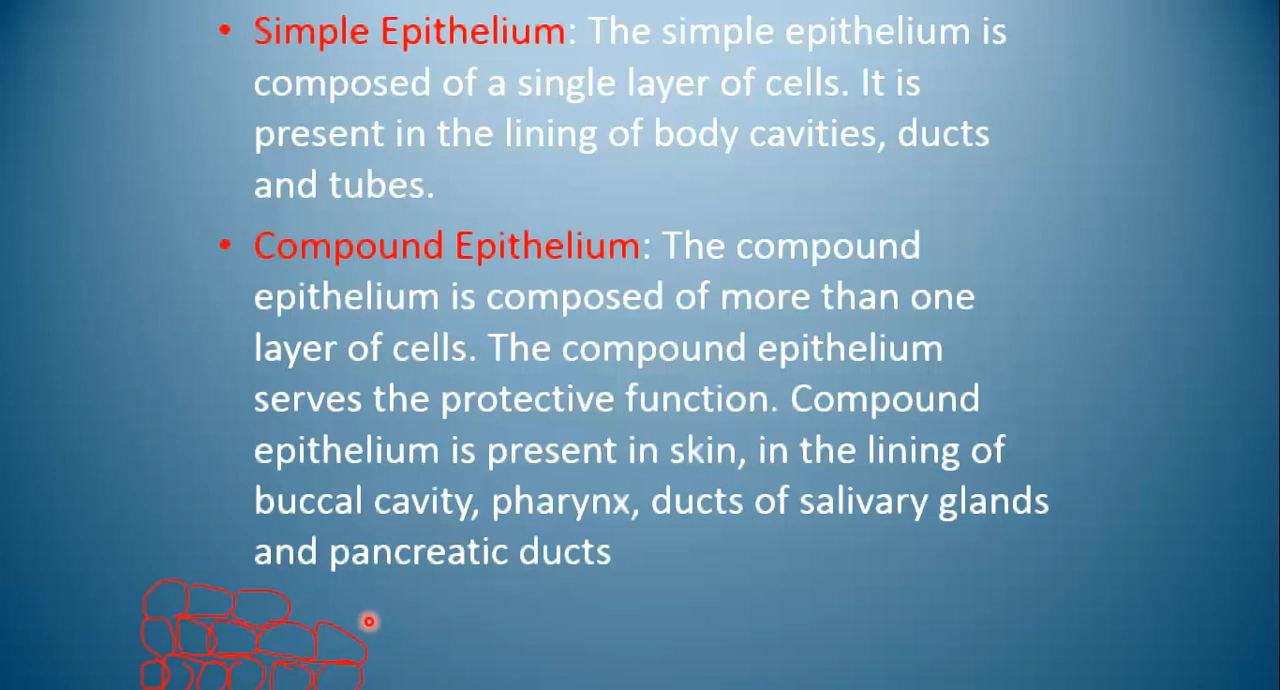 • Simple Epithelium: The simple epithelium is
composed of a single layer of cells. It is
present in the lining of body cavities, ducts
and tubes.
• Compound Epithelium: The compound
epithelium is composed of more than one
layer of cells. The compound epithelium
serves the protective function. Compound
epithelium is present in skin, in the lining of
buccal cavity, pharynx, ducts of salivary glands
and pancreatic ducts